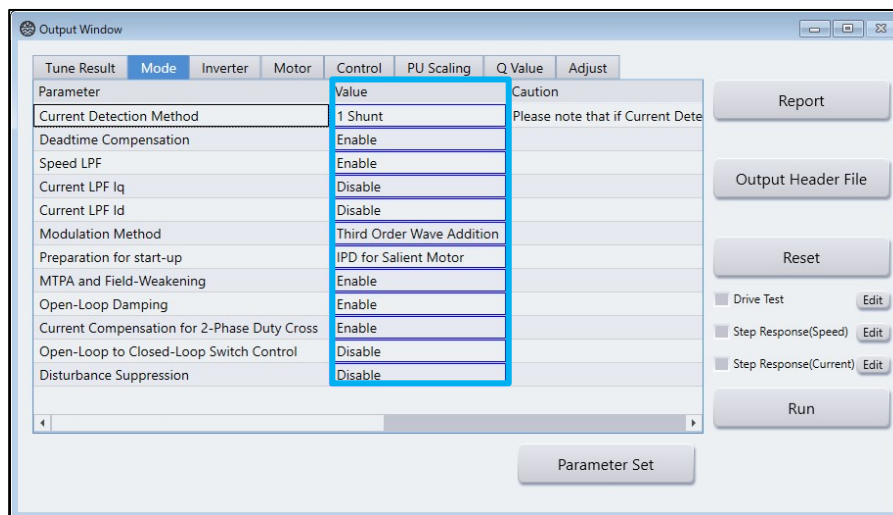 Output Window
Tune Result Mode Inverter Motor Control PU Scaling Q Value Adjust
Parameter Value Caution
Current Detection Method 1 Shunt Please note that if Current Dete
Deadtime Compensation Enable
Speed LPF Enable
Current LPF Iq Disable
Current LPF Id Disable
Modulation Method Third Order Wave Addition
Preparation for start-up IPD for Salient Motor
MTPA and Field-Weakening Enable
Open-Loop Damping Enable
Current Compensation for 2-Phase Duty Cross Enable
Open-Loop to Closed-Loop Switch Control Disable
Disturbance Suppression Disable
Report
Output Header File
Reset
Drive Test Edit
Step Response(Speed) Edit
Step Response(Current) Edit
Run
Parameter Set